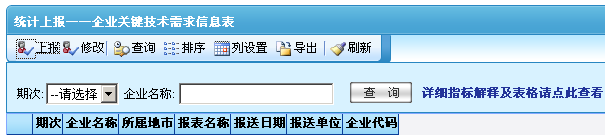 统计上报——企业关键技术需求信息表
上报 修改 查询 排序 列设置 导出 刷新
期次: --请选择 企业名称: 查 询 详细指标解释及表格请点此查看
期次 企业名称 所属地市 报表名称 报送日期 报送单位 企业代码